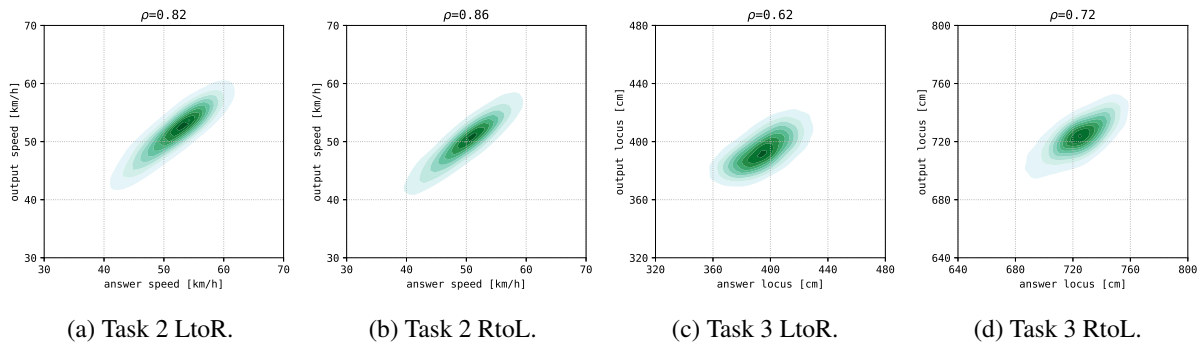 ρ=0.82
70
60
50
40
30
output speed [km/h]
30 40 50 60 70
answer speed [km/h]
(a) Task 2 LtoR.
ρ=0.86
70
60
50
40
30
output speed [km/h]
30 40 50 60 70
answer speed [km/h]
(b) Task 2 RtoL.
ρ=0.62
480
440
400
360
320
output locus [cm]
320 360 400 440 480
answer locus [cm]
(c) Task 3 LtoR.
ρ=0.72
800
760
720
680
640
output locus [cm]
640 680 720 760 800
answer locus [cm]
(d) Task 3 RtoL.